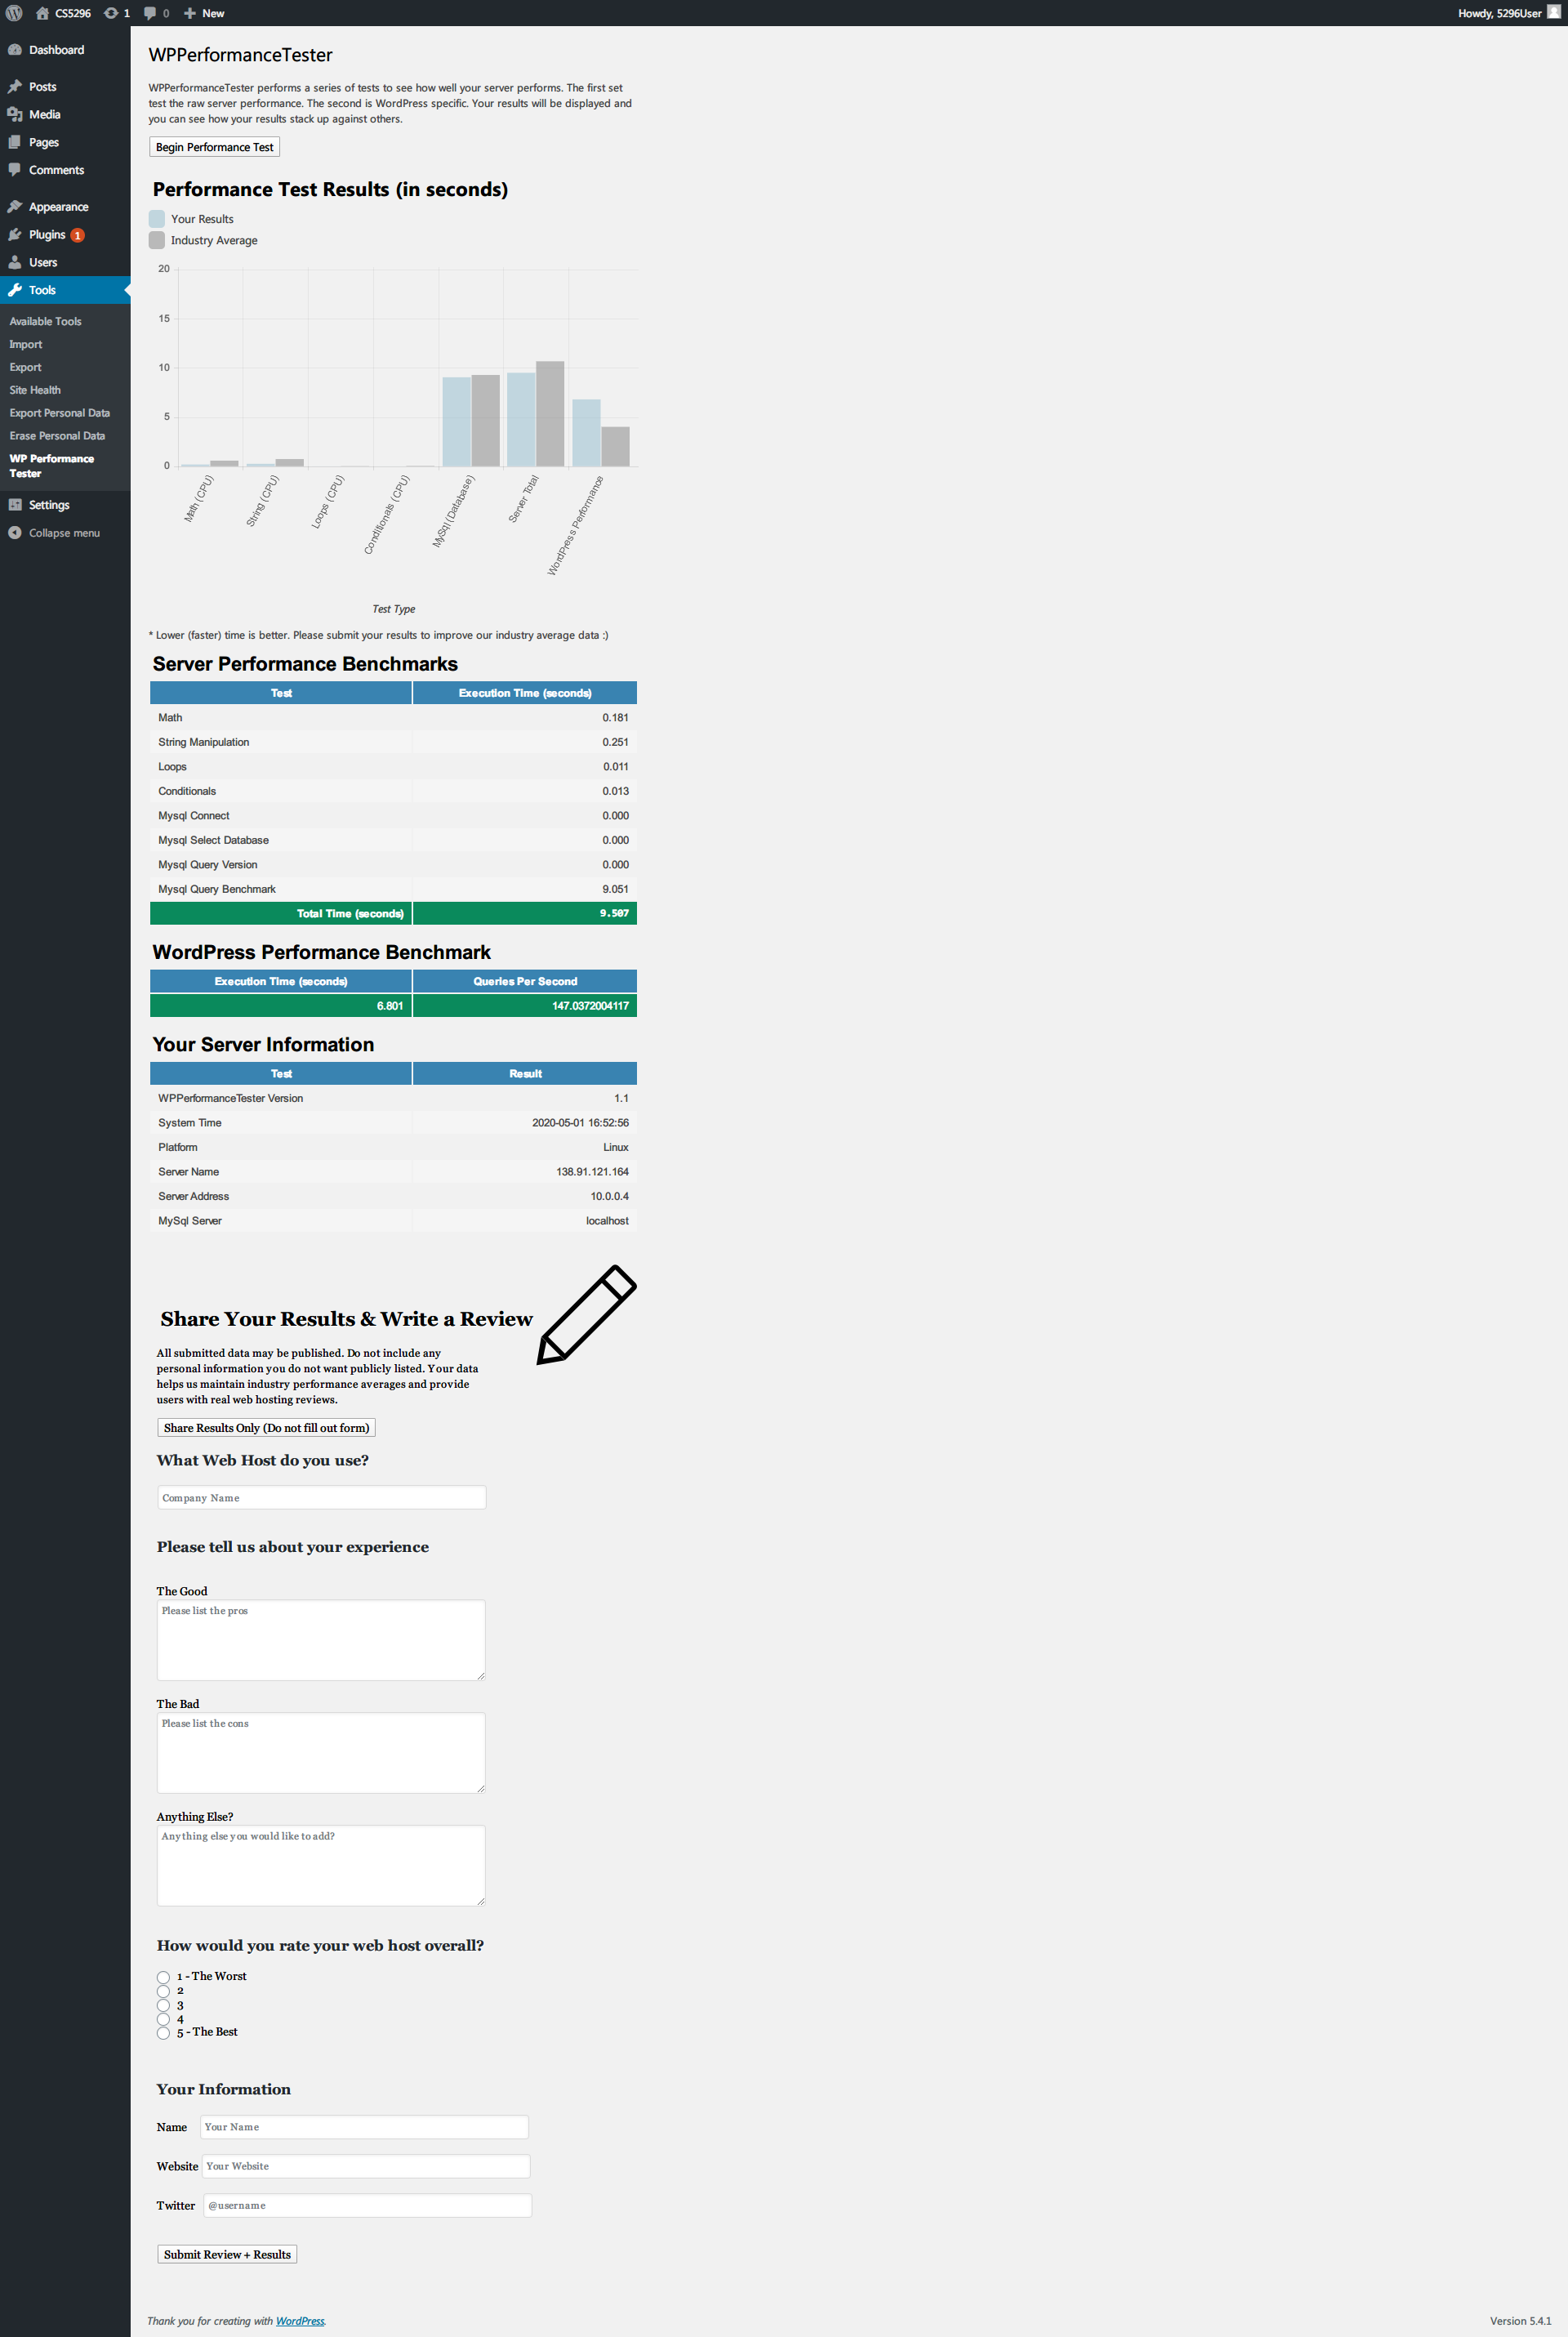 CS5296 1 0 New Howdy, 5296User
Dashboard
Posts
Media
Pages
Comments
Appearance
Plugins 1
Users
Tools
Available Tools
Import
Export
Site Health
Export Personal Data
Erase Personal Data
WP Performance
Tester
Settings
Collapse menu
WPPerformanceTester
WPPerformanceTester performs a series of tests to see how well your server performs. The first set
test the raw server performance. The second is WordPress specific. Your results will be displayed and
you can see how your results stack up against others.
Begin Performance Test
Performance Test Results (in seconds)
Your Results
Industry Average
20
15
10
5
0
Math (CPU)
String (CPU)
Loops (CPU)
Conditionals (CPU)
MySql (Database)
Server Total
WordPress Performance
Test Type
* Lower (faster) time is better. Please submit your results to improve our industry average data :)
Server Performance Benchmarks
Test Execution Time (seconds)
Math 0.181
String Manipulation 0.251
Loops 0.011
Conditionals 0.013
Mysql Connect 0.000
Mysql Select Database 0.000
Mysql Query Version 0.000
Mysql Query Benchmark 9.051
Total Time (seconds) 9.507
WordPress Performance Benchmark
Execution Time (seconds) Queries Per Second
6.801 147.0372004117
Your Server Information
Test Result
WPPerformanceTester Version 1.1
System Time 2020-05-01 16:52:56
Platform Linux
Server Name 138.91.121.164
Server Address 10.0.0.4
MySql Server localhost
Share Your Results & Write a Review
All submitted data may be published. Do not include any
personal information you do not want publicly listed. Your data
helps us maintain industry performance averages and provide
users with real web hosting reviews.
Share Results Only (Do not fill out form)
What Web Host do you use?
Company Name
Please tell us about your experience
The Good
Please list the pros
The Bad
Please list the cons
Anything Else?
Anything else you would like to add?
How would you rate your web host overall?
1 - The Worst
2
3
4
5 - The Best
Your Information
Name Your Name
Website Your Website
Twitter @username
Submit Review + Results
Thank you for creating with WordPress. Version 5.4.1